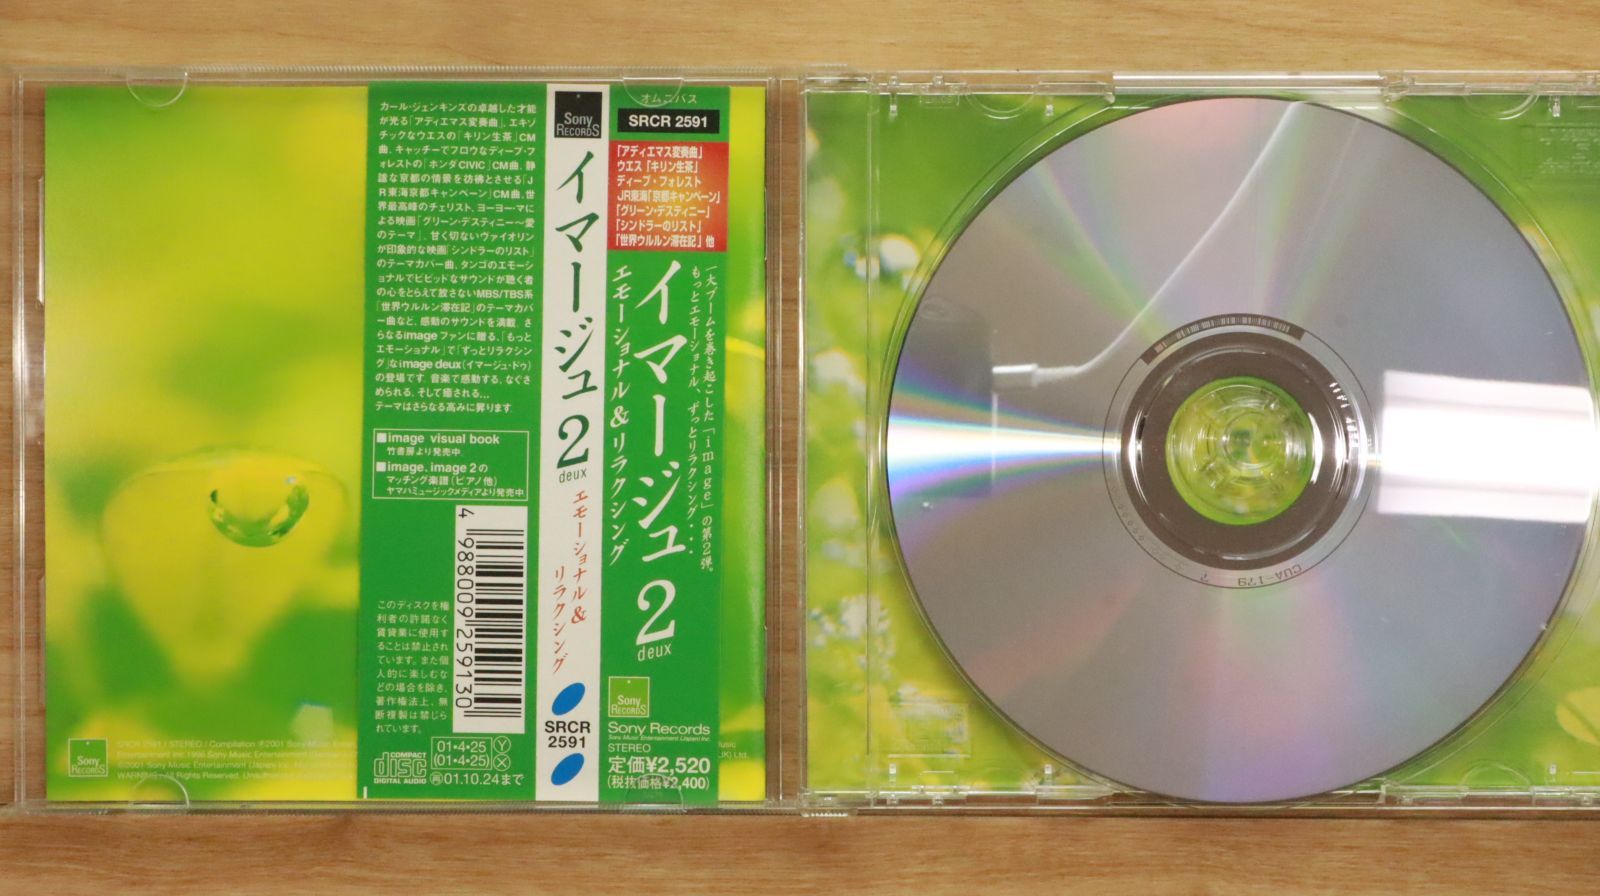 カール・ジェンキンズの卓越した才能
が光る「アディエマス変奏曲」、エキゾ
チックなウエスの「キリン生茶」CM
曲、キャッチーでフロウなディープ・フ
ォレストの「ホンダCIVIC」CM曲、静
謐な京都の情景を彷彿とさせる「J
R東海京都キャンペーン」CM曲、世
界最高峰のチェリスト、ヨーヨー・マに
よる映画「グリーン・デスティニー〜愛
のテーマ」、甘く切ないヴァイオリン
が印象的な映画「シンドラーのリスト」
のテーマカバー曲、タンゴのエモーシ
ョナルでビビッドなサウンドが聴く者
の心をとらえて放さないMBS/TBS系
「世界ウルルン滞在記」のテーマカバ
ー曲など、感動のサウンドを満載。さ
らなるimageファンに贈る、「もっと
エモーショナル」で「ずっとリラクシン
グ」なimage deux(イマージュ・ドゥ)
の登場です。音楽で感動する、なぐさ
められる、そして癒される...
テーマはさらなる高みに昇ります。
■image visual book
竹書房より発売中。
■image、image 2の
マッチング楽譜(ピアノ他)
ヤマハミュージックメディアより発売中。
4 988009 259130
このディスクを権
利者の許諾なく
賃貸業に使用す
ることは禁止され
ています。また個
人的に楽しむな
どの場合を除き、
著作権法上、無
断複製は禁じら
れています。
COMPACT
disc
DIGITAL AUDIO
01・4・25 Y
(01・4・25) X
再01.10.24まで
Sony
RECORDS
イマージュ2
deux
エモーショナル&
リラクシング
SRCR
2591
オムニバス
SRCR 2591
「アディエマス変奏曲」
ウエス「キリン生茶」
ディープ・フォレスト
JR東海「京都キャンペーン」
「グリーン・デスティニー」
「シンドラーのリスト」
「世界ウルルン滞在記」他
一大ブームを巻き起こした「image」の第2弾。
もっとエモーショナル、ずっとリラクシング・・・
イマージュ2
deux
エモーショナル&リラクシング
Sony
RECORDS
Sony Records
Sony Music Entertainment (Japan) Inc.
STEREO
定価¥2,520
(税抜価格¥2,400)
Sony
RECORDS
SRCR 2591 / STEREO / Compilation ℗2001 Sony Music
CUA-179